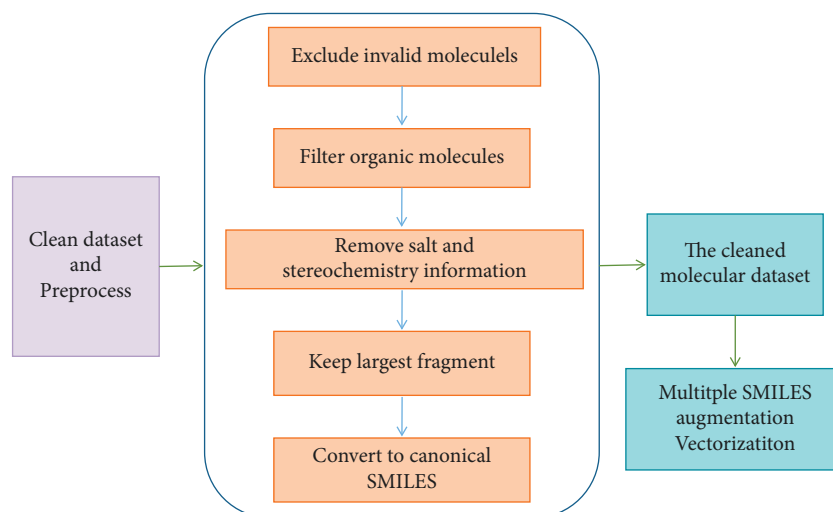 Clean dataset
and
Preprocess
Exclude invalid moleculels
Filter organic molecules
Remove salt and
stereochemistry information
Keep largest fragment
Convert to canonical
SMILES
The cleaned
molecular dataset
Multitple SMILES
augmentation
Vectorizatiton